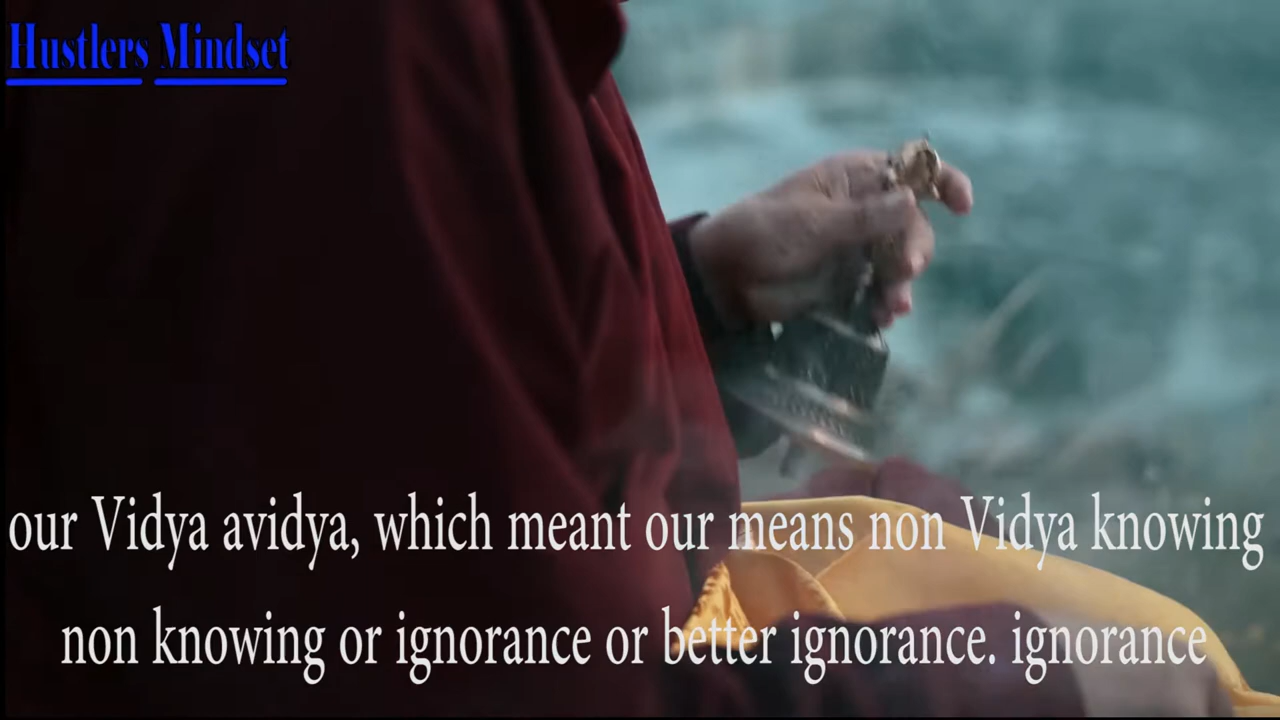 Hustlers Mindset
our Vidya avidya, which meant our means non Vidya knowing
non knowing or ignorance or better ignorance. ignorance